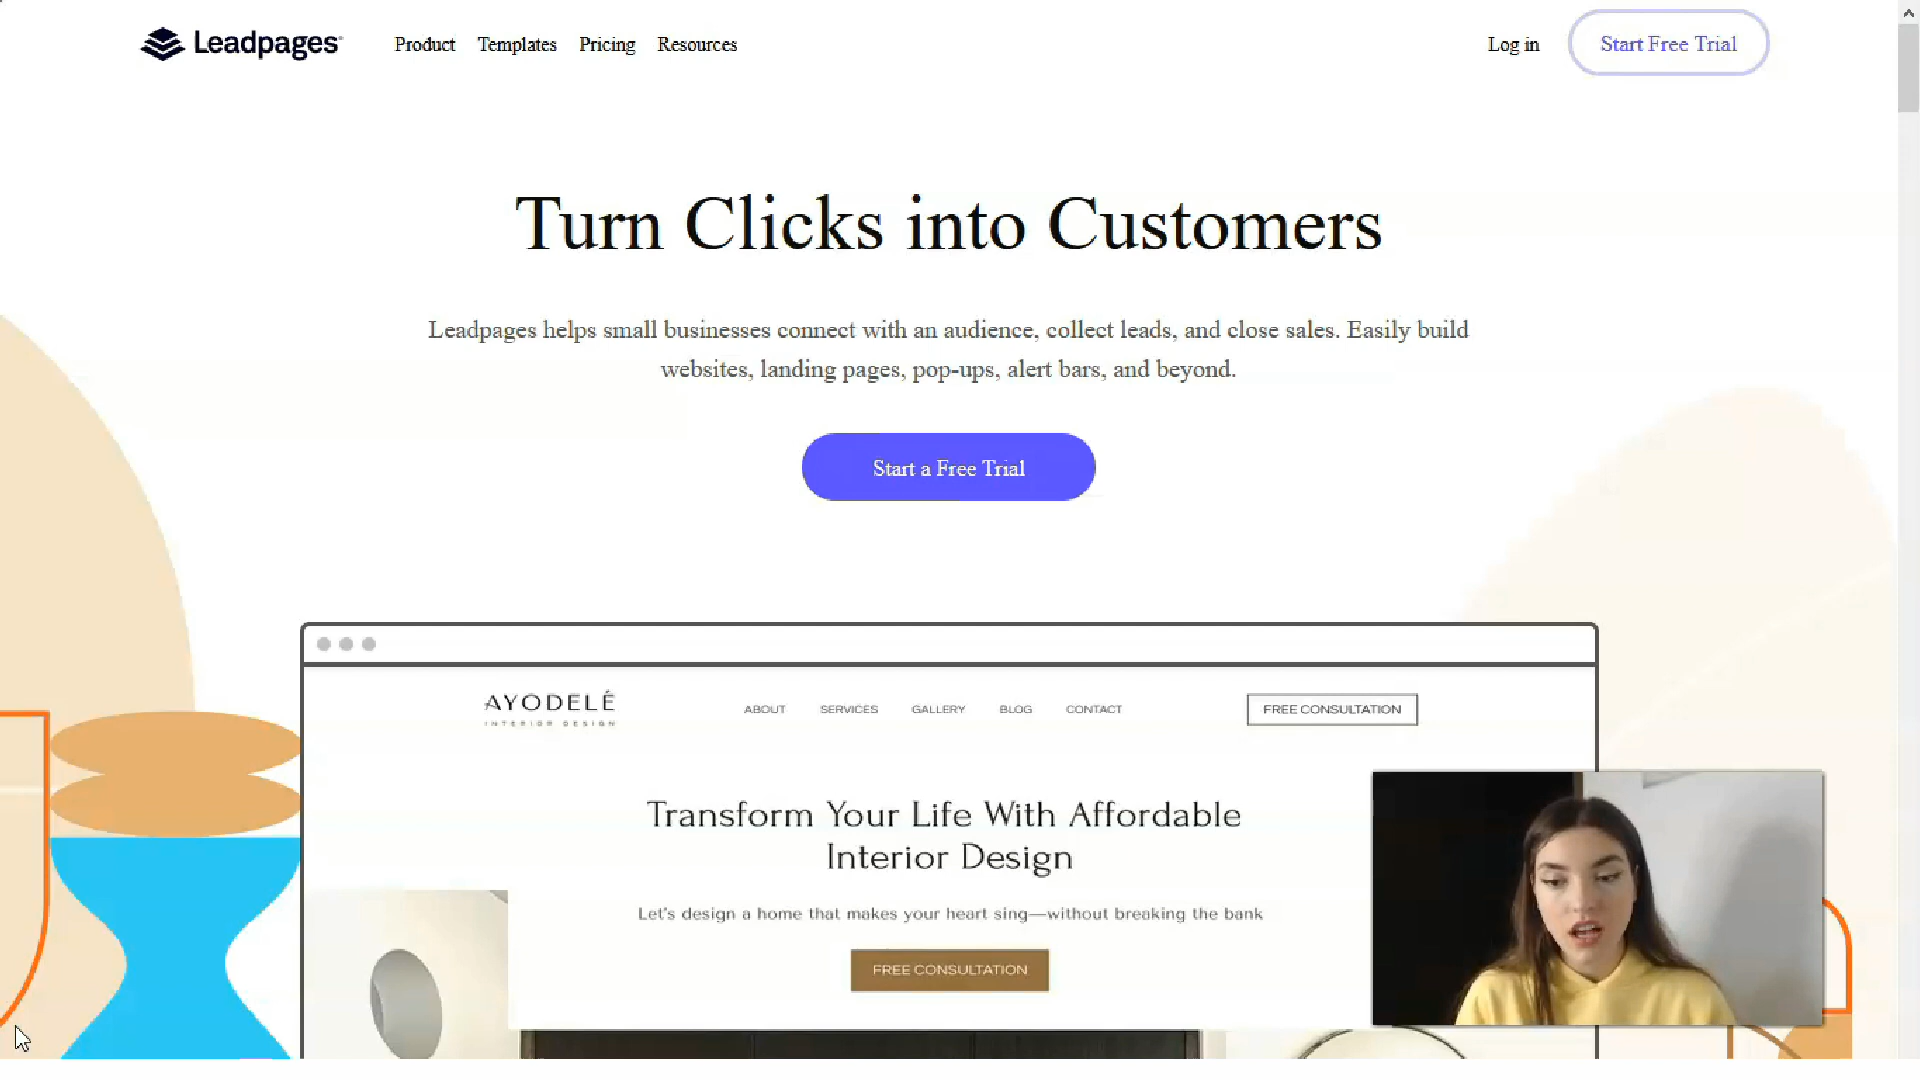 Leadpages Product Templates Pricing Resources Log in Start Free Trial
Turn Clicks into Customers
Leadpages helps small businesses connect with an audience, collect leads, and close sales. Easily build
websites, landing pages, pop-ups, alert bars, and beyond.
Start a Free Trial
AYODELÉ
INTERIOR DESIGN
ABOUT SERVICES GALLERY BLOG CONTACT FREE CONSULTATION
Transform Your Life With Affordable
Interior Design
Let's design a home that makes your heart sing—without breaking the bank
FREE CONSULTATION